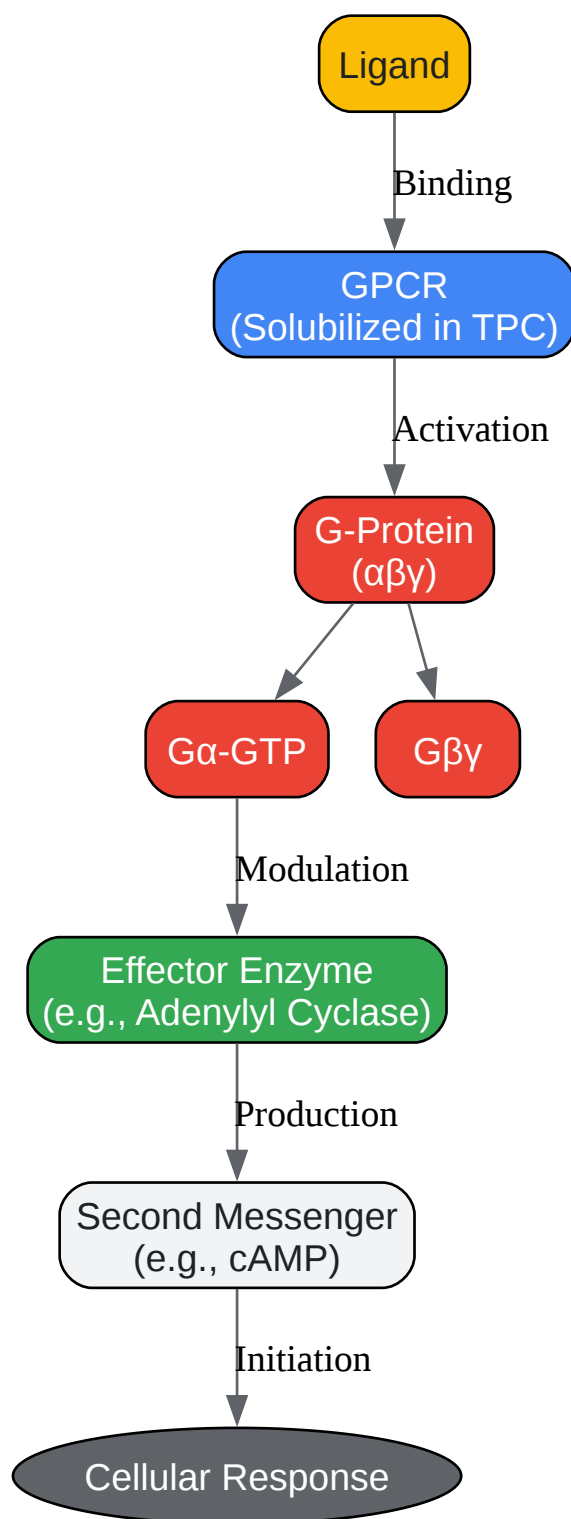 Ligand
Binding
GPCR
(Solubilized in TPC)
Activation
G-Protein
(αβγ)
Gα-GTP
Gβγ
Modulation
Effector Enzyme
(e.g., Adenylyl Cyclase)
Production
Second Messenger
(e.g., cAMP)
Initiation
Cellular Response